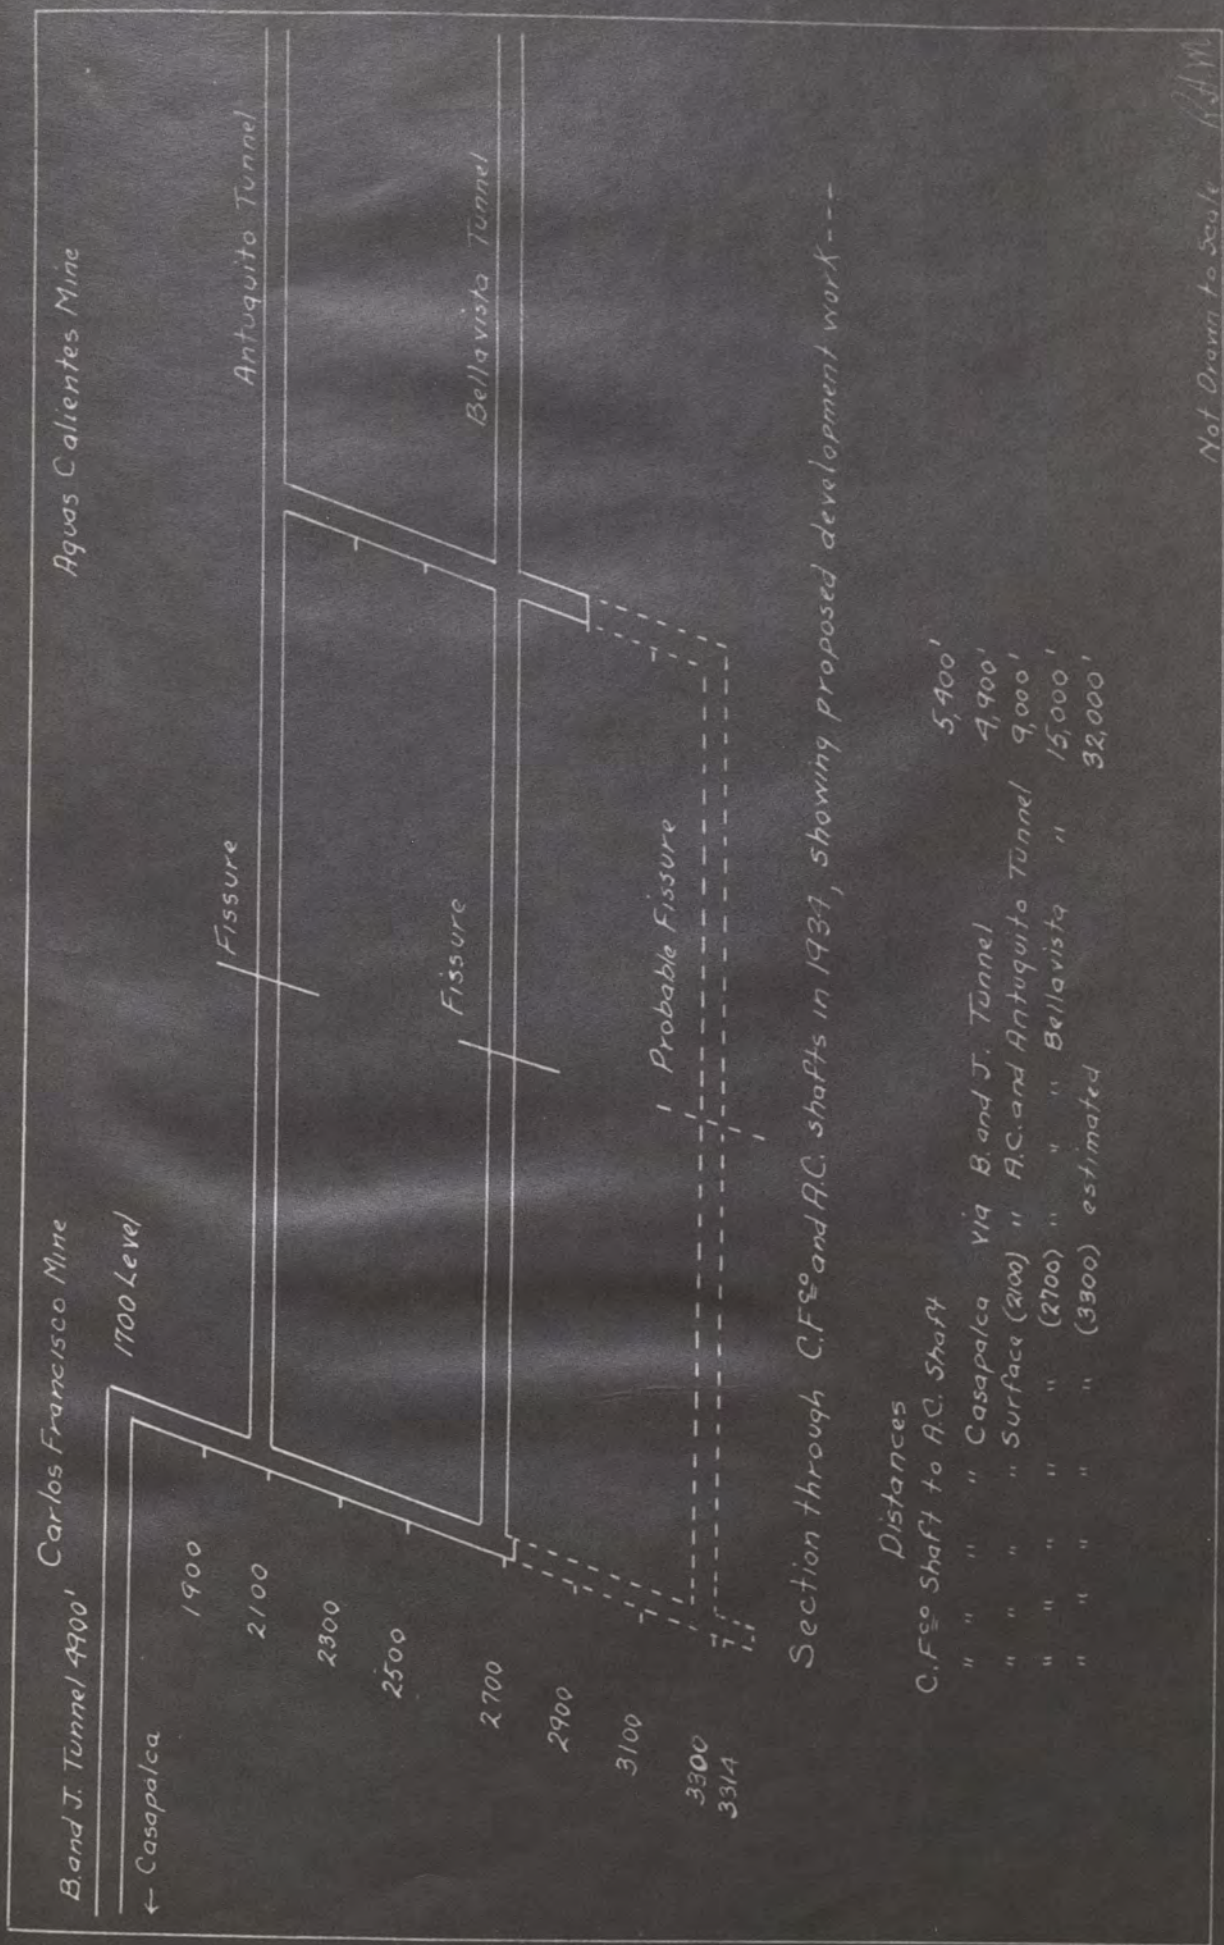 B. and J. Tunnel 4900'
Carlos Francisco Mine
Aguas Calientes Mine
← Casapalca
1700 Level
Antuquito Tunnel
Fissure
1900
2100
2300
2500
2700
2900
3100
3300
3314
Fissure
Bellavista Tunnel
Probable Fissure
Section through C.Fco and A.C. shafts in 1934, showing proposed development work ---
Distances
C.Fco Shaft to A.C. Shaft 5,400'
" " " " Casapalca via B. and J. Tunnel 4,900'
" " " " Surface (2100) " A.C. and Antuquito Tunnel 9,000'
" " " " " (2700) " " " Bellavista " 15,000'
" " " " " (3300) estimated 32,000'
Not Drawn to Scale